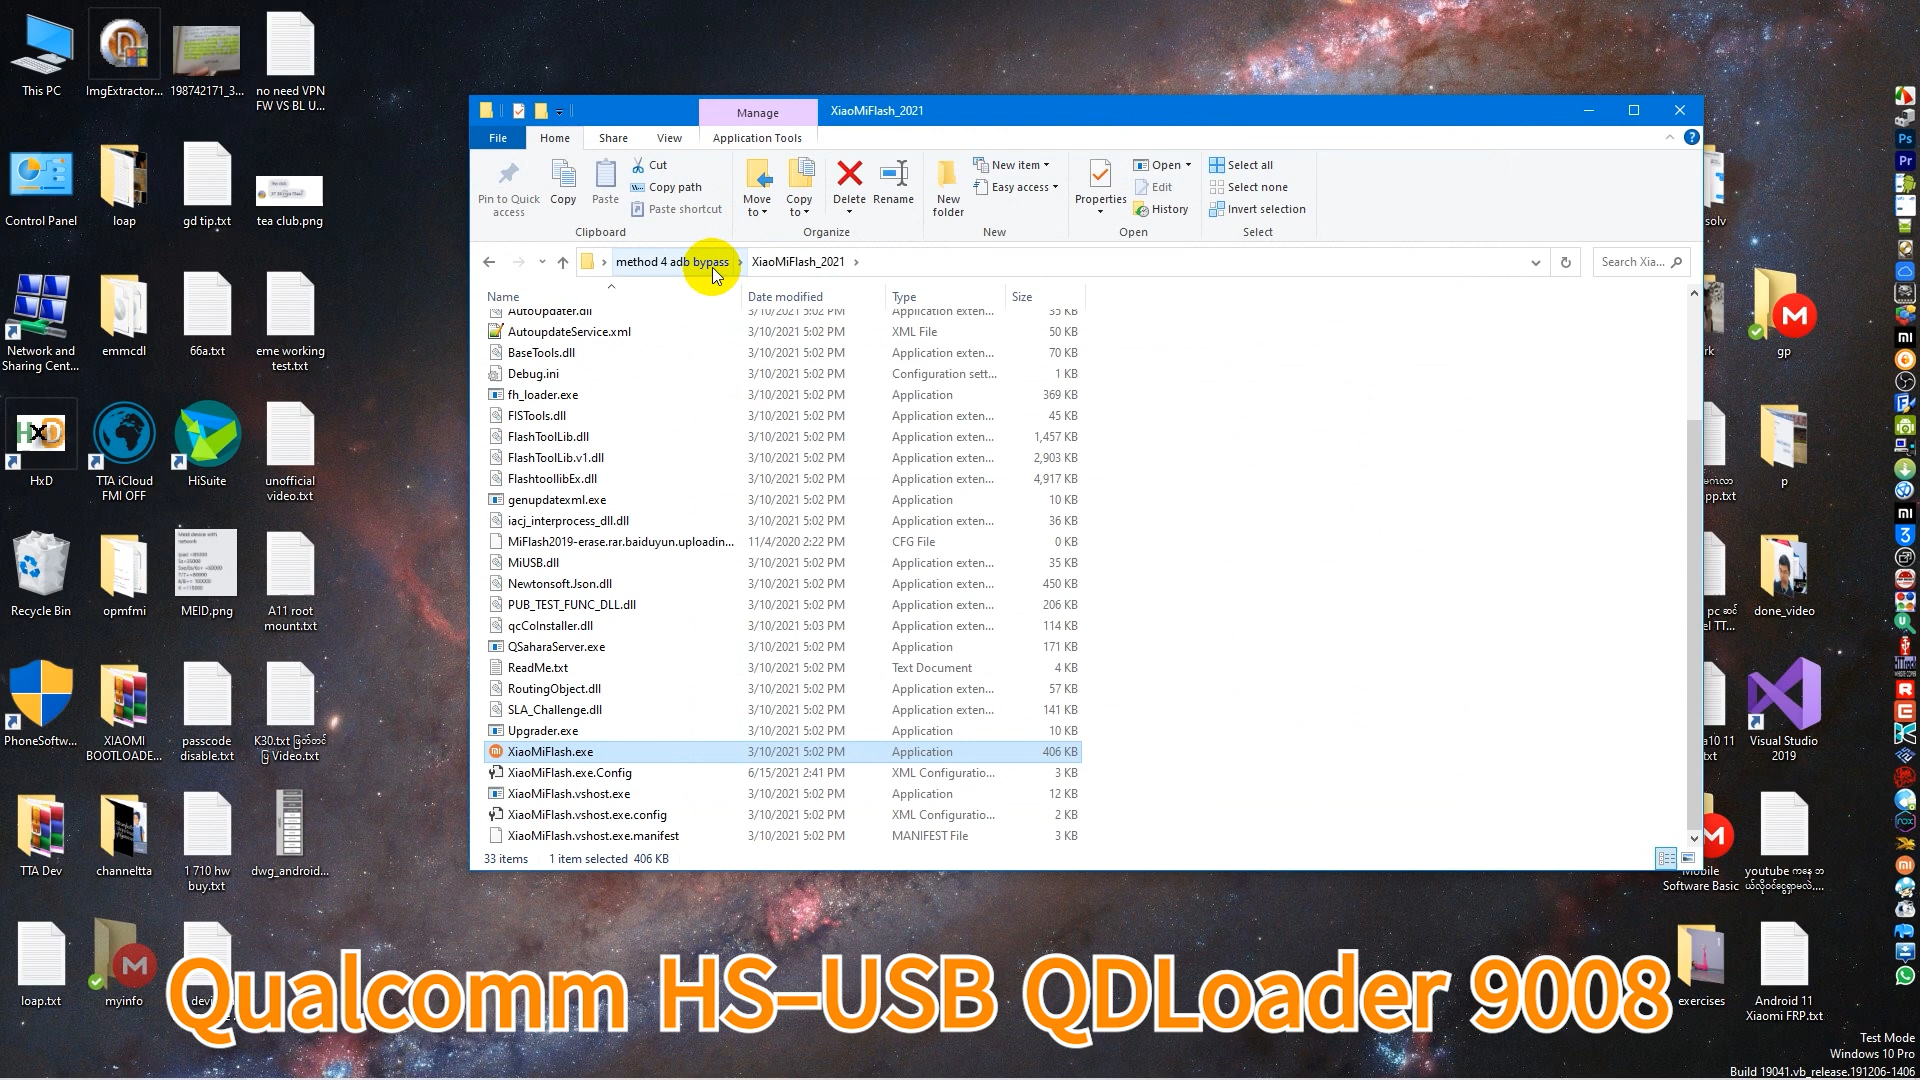 This PC
ImgExtractor...
198742171_3...
no need VPN
FW VS BL U...
Control Panel
loap
gd tip.txt
tea club.png
Network and
Sharing Cent...
emmcdl
66a.txt
eme working
test.txt
HxD
TTA iCloud
FMI OFF
HiSuite
unofficial
video.txt
Recycle Bin
opmfmi
MEID.png
A11 root
mount.txt
PhoneSoftw...
XIAOMI
BOOTLOADE...
passcode
disable.txt
TTA Dev
channeltta
1 710 hw
buy.txt
dwg_android...
loap.txt
myinfo
Manage
XiaoMiFlash_2021
File
Home
Share
View
Application Tools
Pin to Quick
access
Copy
Paste
Cut
Copy path
Paste shortcut
Clipboard
Move
to
Copy
to
Delete
Rename
Organize
New
folder
New item
Easy access
New
Properties
Open
Edit
History
Open
Select all
Select none
Invert selection
Select
method 4 adb bypass
XiaoMiFlash_2021
Search Xia...
Name Date modified Type Size
AutoUpdater.dll 3/10/2021 5:02 PM Application exten... 35 KB
AutoupdateService.xml 3/10/2021 5:02 PM XML File 50 KB
BaseTools.dll 3/10/2021 5:02 PM Application exten... 70 KB
Debug.ini 3/10/2021 5:02 PM Configuration sett... 1 KB
fh_loader.exe 3/10/2021 5:02 PM Application 369 KB
FISTools.dll 3/10/2021 5:02 PM Application exten... 45 KB
FlashToolLib.dll 3/10/2021 5:02 PM Application exten... 1,457 KB
FlashToolLib.v1.dll 3/10/2021 5:02 PM Application exten... 2,903 KB
FlashtoollibEx.dll 3/10/2021 5:02 PM Application exten... 4,917 KB
genupdatexml.exe 3/10/2021 5:02 PM Application 10 KB
iacj_interprocess_dll.dll 3/10/2021 5:02 PM Application exten... 36 KB
MiFlash2019-erase.rar.baiduyun.uploadin... 11/4/2020 2:22 PM CFG File 0 KB
MiUSB.dll 3/10/2021 5:02 PM Application exten... 35 KB
Newtonsoft.Json.dll 3/10/2021 5:02 PM Application exten... 450 KB
PUB_TEST_FUNC_DLL.dll 3/10/2021 5:02 PM Application exten... 206 KB
qcCoInstaller.dll 3/10/2021 5:03 PM Application exten... 114 KB
QSaharaServer.exe 3/10/2021 5:02 PM Application 171 KB
ReadMe.txt 3/10/2021 5:02 PM Text Document 4 KB
RoutingObject.dll 3/10/2021 5:02 PM Application exten... 57 KB
SLA_Challenge.dll 3/10/2021 5:02 PM Application exten... 141 KB
Upgrader.exe 3/10/2021 5:02 PM Application 10 KB
XiaoMiFlash.exe 3/10/2021 5:02 PM Application 406 KB
XiaoMiFlash.exe.Config 6/15/2021 2:41 PM XML Configuratio... 3 KB
XiaoMiFlash.vshost.exe 3/10/2021 5:02 PM Application 12 KB
XiaoMiFlash.vshost.exe.config 3/10/2021 5:02 PM XML Configuratio... 2 KB
XiaoMiFlash.vshost.exe.manifest 3/10/2021 5:02 PM MANIFEST File 3 KB
33 items 1 item selected 406 KB
gp
p
done_video
Visual Studio
2019
Mobile
Software Basic
exercises
Android 11
Xiaomi FRP.txt
Qualcomm HS–USB QDLoader 9008
Test Mode
Windows 10 Pro
Build 19041.vb_release.191206-1406